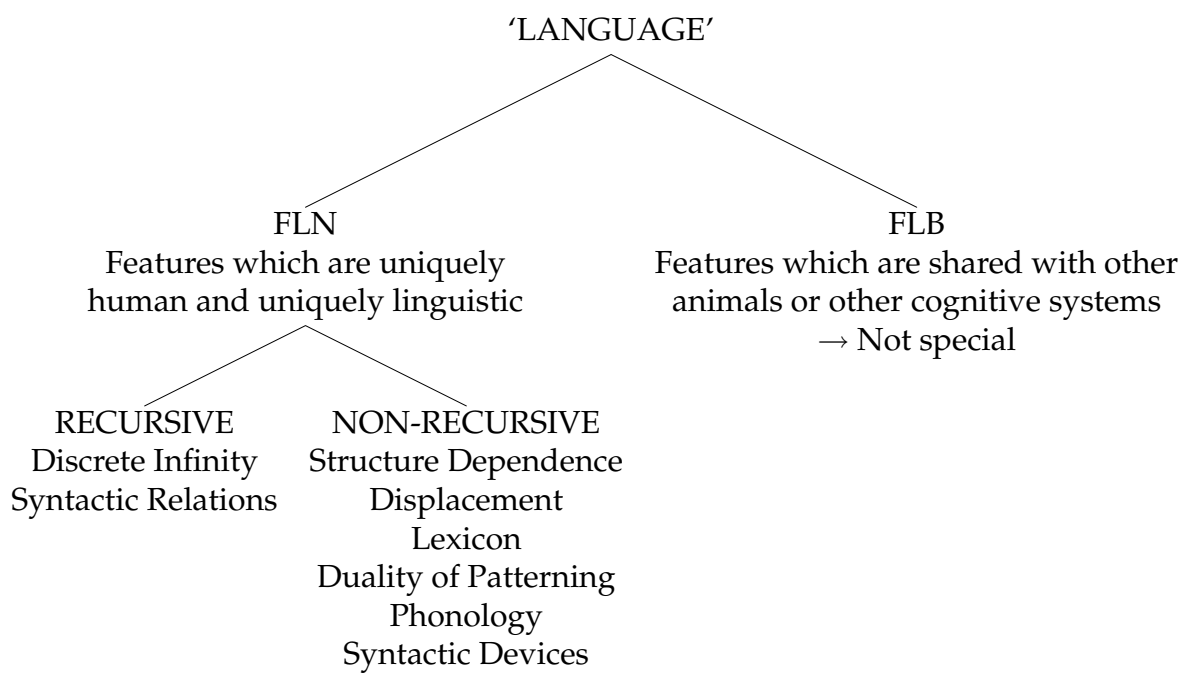 ‘LANGUAGE’
FLN
Features which are uniquely
human and uniquely linguistic
FLB
Features which are shared with other
animals or other cognitive systems
→ Not special
RECURSIVE
Discrete Infinity
Syntactic Relations
NON-RECURSIVE
Structure Dependence
Displacement
Lexicon
Duality of Patterning
Phonology
Syntactic Devices